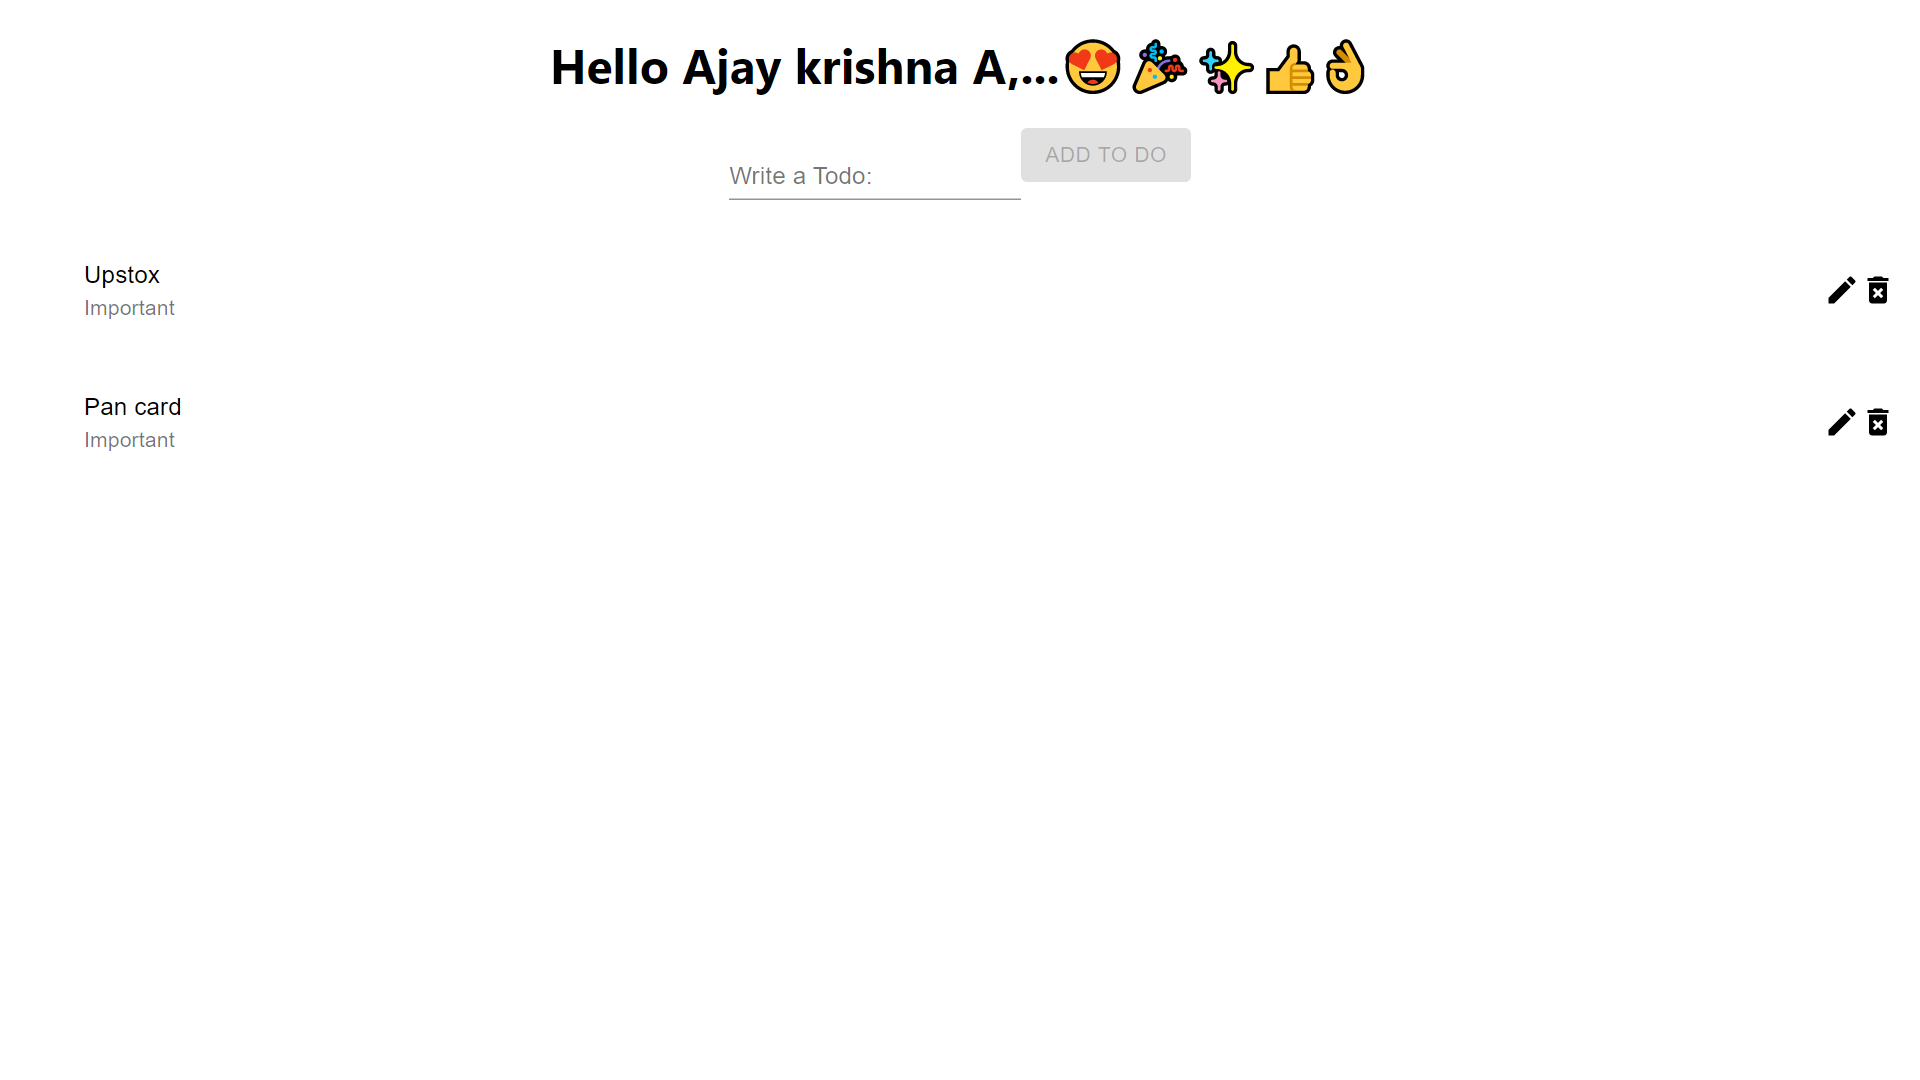 Hello Ajay krishna A,...😍🎉✨👍👌
ADD TO DO
Write a Todo:
Upstox
Important
Pan card
Important